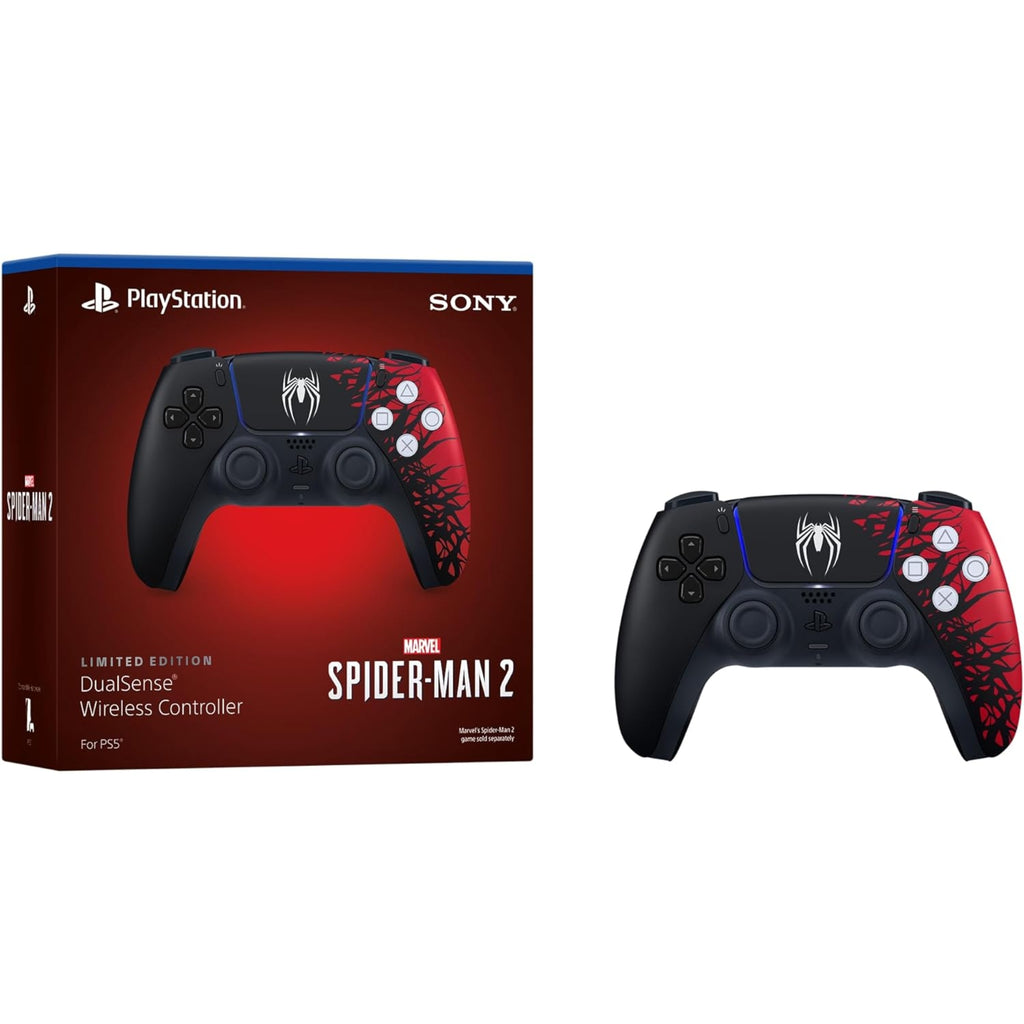 PlayStation®
SONY®
MARVEL
SPIDER-MAN 2
LIMITED EDITION
DualSense®
Wireless Controller
For PS5®
MARVEL
SPIDER-MAN 2
Marvel's Spider-Man 2
game sold separately